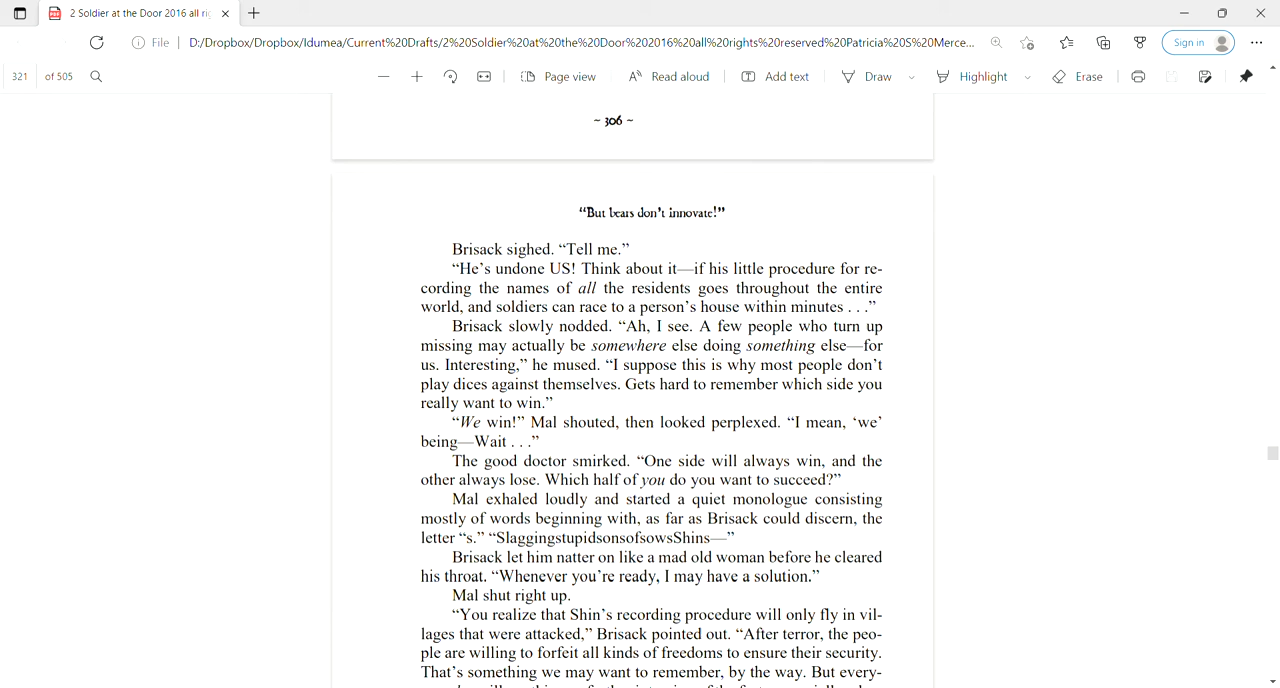 2 Soldier at the Door 2016 all ri
File
D:/Dropbox/Dropbox/Idumea/Current%20Drafts/2%20Soldier%20at%20the%20Door%202016%20all%20rights%20reserved%20Patricia%20S%20Merce...
Sign in
321 of 505
Page view
Read aloud
Add text
Draw
Highlight
Erase
~ 306 ~
“But bears don’t innovate!”
Brisack sighed. “Tell me.”
“He’s undone US! Think about it—if his little procedure for re-
cording the names of all the residents goes throughout the entire
world, and soldiers can race to a person’s house within minutes . . .”
Brisack slowly nodded. “Ah, I see. A few people who turn up
missing may actually be somewhere else doing something else—for
us. Interesting,” he mused. “I suppose this is why most people don’t
play dices against themselves. Gets hard to remember which side you
really want to win.”
“We win!” Mal shouted, then looked perplexed. “I mean, ‘we’
being—Wait . . .”
The good doctor smirked. “One side will always win, and the
other always lose. Which half of you do you want to succeed?”
Mal exhaled loudly and started a quiet monologue consisting
mostly of words beginning with, as far as Brisack could discern, the
letter “s.” “SlaggingstupidsonsofsowsShins—”
Brisack let him natter on like a mad old woman before he cleared
his throat. “Whenever you’re ready, I may have a solution.”
Mal shut right up.
“You realize that Shin’s recording procedure will only fly in vil-
lages that were attacked,” Brisack pointed out. “After terror, the peo-
ple are willing to forfeit all kinds of freedoms to ensure their security.
That’s something we may want to remember, by the way. But every-